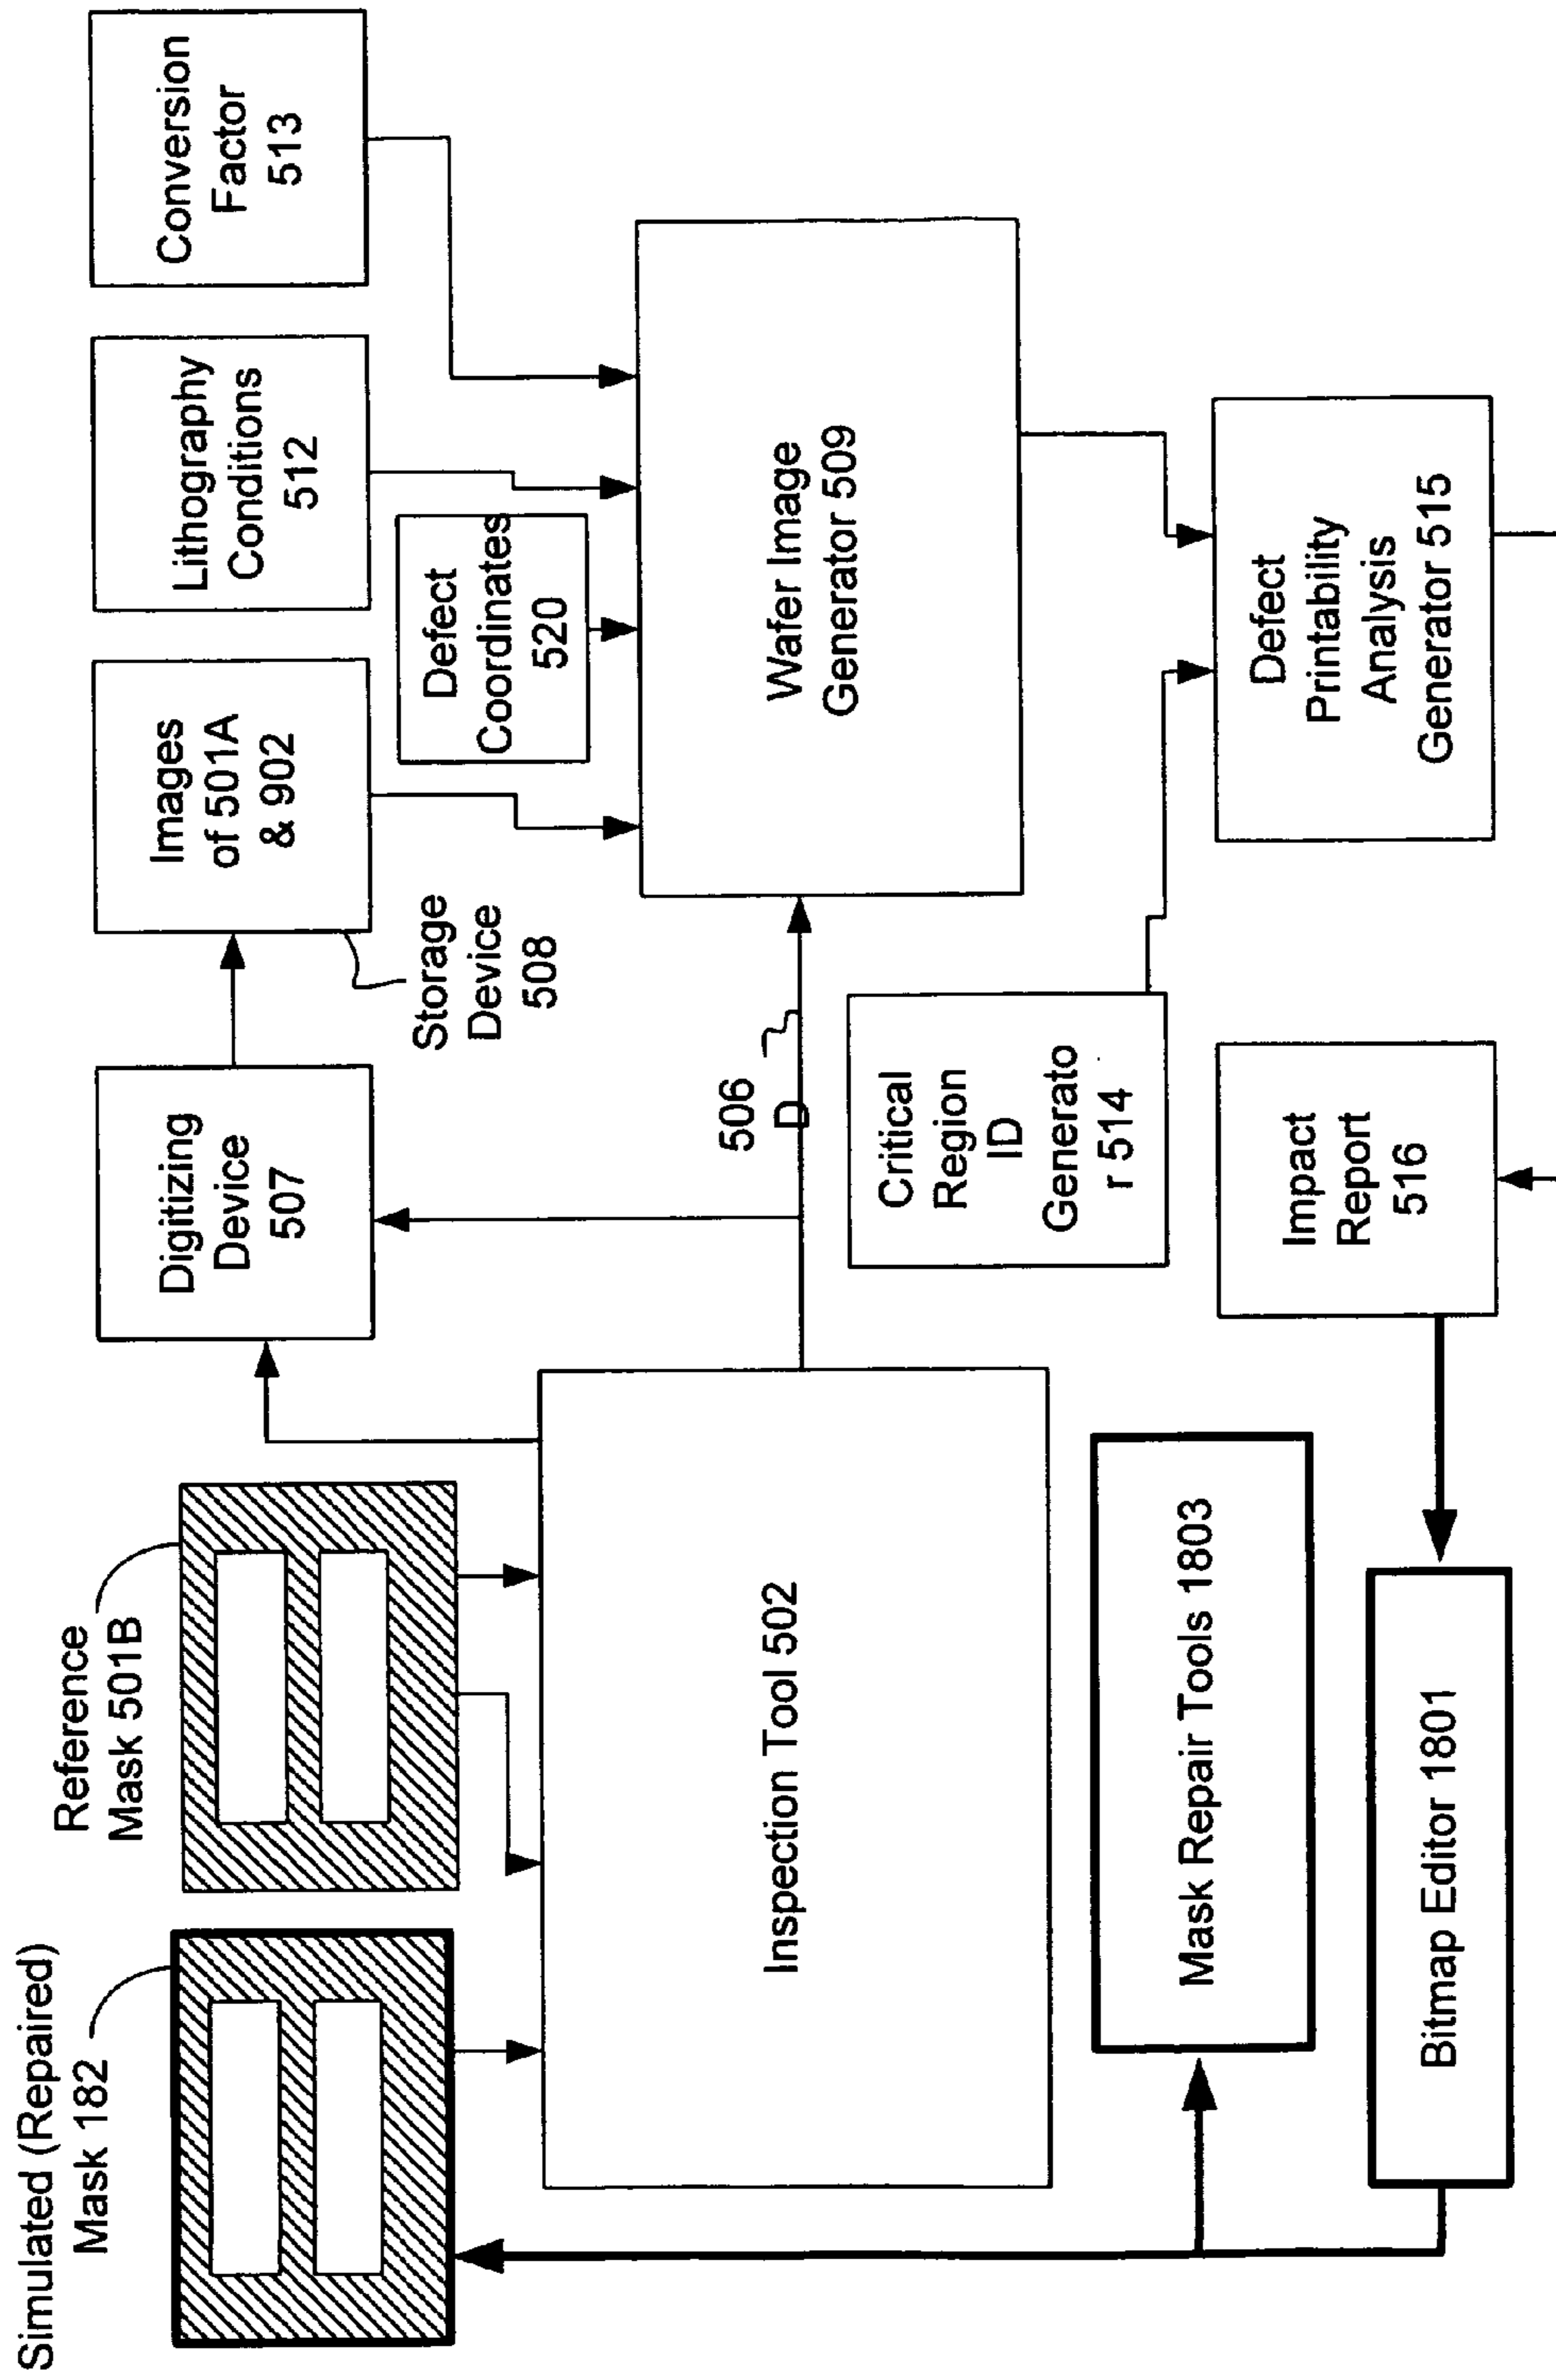 Simulated (Repaired)
Mask 182
Reference
Mask 501B
Digitizing
Device
507
Images
of 501A
& 902
Storage
Device
508
Lithography
Conditions
512
Conversion
Factor
513
Defect
Coordinates
520
Inspection Tool 502
506
D
Wafer Image
Generator 509
Critical
Region
ID
Generato
r 514
Mask Repair Tools 1803
Impact
Report
516
Defect
Printability
Analysis
Generator 515
Bitmap Editor 1801